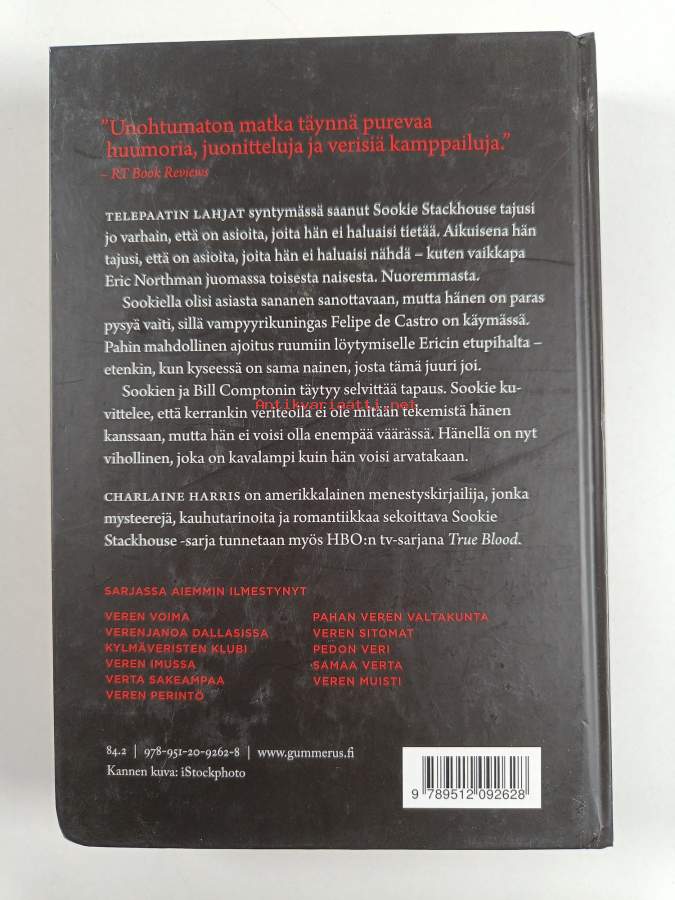 ”Unohtumaton matka täynnä purevaa
huumoria, juonitteluja ja verisiä kamppailuja.”
– RT Book Reviews
TELEPAATIN LAHJAT syntymässä saanut Sookie Stackhouse tajusi
jo varhain, että on asioita, joita hän ei haluaisi tietää. Aikuisena hän
tajusi, että on asioita, joita hän ei haluaisi nähdä – kuten vaikkapa
Eric Northman juomassa toisesta naisesta. Nuoremmasta.
Sookiella olisi asiasta sananen sanottavaan, mutta hänen on paras
pysyä vaiti, sillä vampyyrikuningas Felipe de Castro on käymässä.
Pahin mahdollinen ajoitus ruumiin löytymiselle Ericin etupihalta –
etenkin, kun kyseessä on sama nainen, josta tämä juuri joi.
Sookien ja Bill Comptonin täytyy selvittää tapaus. Sookie ku-
vittelee, että kerrankin veriteolla ei ole mitään tekemistä hänen
Antikvariaatti.net
kanssaan, mutta hän ei voisi olla enempää väärässä. Hänellä on nyt
vihollinen, joka on kavalampi kuin hän voisi arvatakaan.
CHARLAINE HARRIS on amerikkalainen menestyskirjailija, jonka
mysteerejä, kauhutarinoita ja romantiikkaa sekoittava Sookie
Stackhouse -sarja tunnetaan myös HBO:n tv-sarjana True Blood.
SARJASSA AIEMMIN ILMESTYNYT
VEREN VOIMA
VERENJANOA DALLASISSA
KYLMÄVERISTEN KLUBI
VEREN IMUSSA
VERTA SAKEAMPAA
VEREN PERINTÖ
PAHAN VEREN VALTAKUNTA
VEREN SITOMAT
PEDON VERI
SAMAA VERTA
VEREN MUISTI
84.2 | 978-951-20-9262-8 | www.gummerus.fi
Kannen kuva: iStockphoto
9 789512 092628